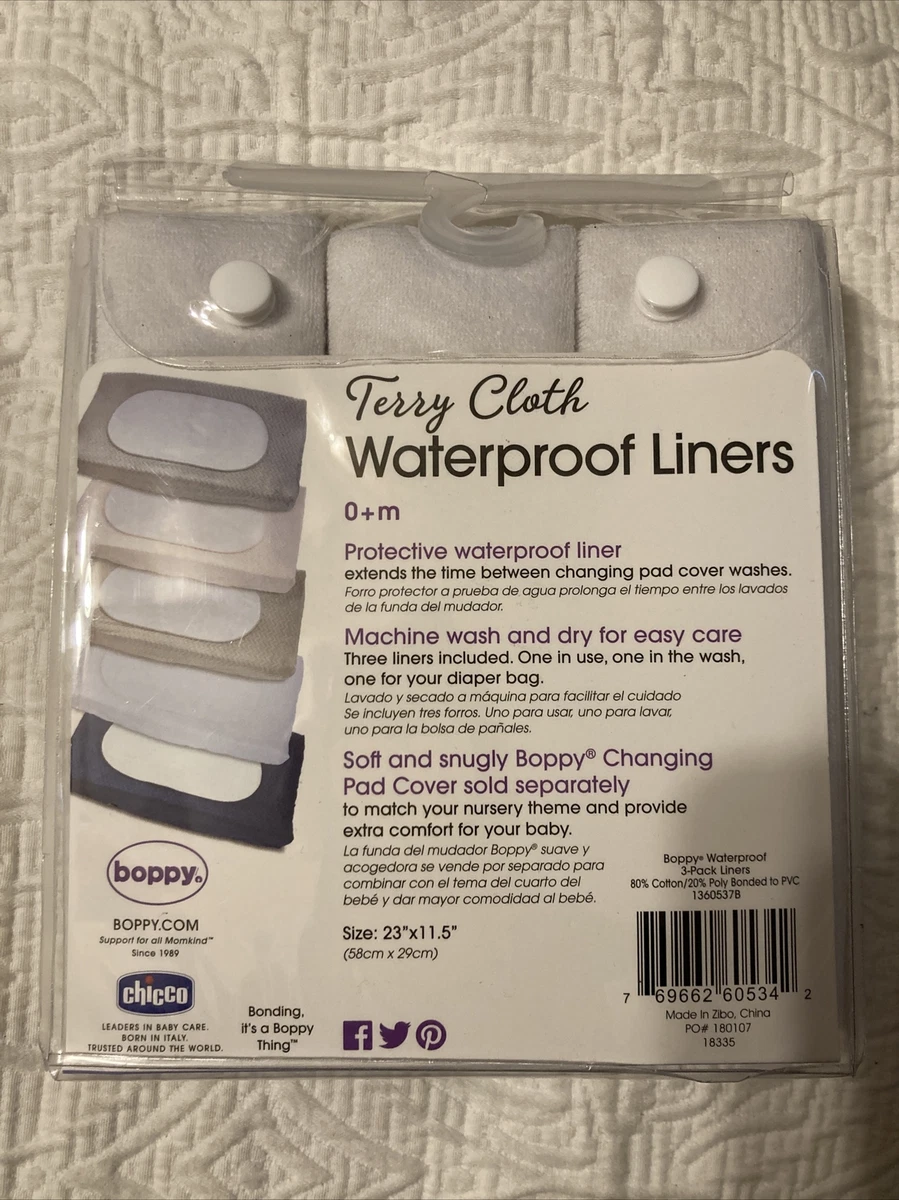 Terry Cloth
Waterproof Liners
0+m
Protective waterproof liner
extends the time between changing pad cover washes.
Forro protector a prueba de agua prolonga el tiempo entre los lavados
de la funda del mudador.
Machine wash and dry for easy care
Three liners included. One in use, one in the wash,
one for your diaper bag.
Lavado y secado a máquina para facilitar el cuidado
Se incluyen tres forros. Uno para usar, uno para lavar,
uno para la bolsa de pañales.
Soft and snugly Boppy® Changing
Pad Cover sold separately
to match your nursery theme and provide
extra comfort for your baby.
La funda del mudador Boppy® suave y
acogedora se vende por separado para
combinar con el tema del cuarto del
bebé y dar mayor comodidad al bebé.
Size: 23"x11.5"
(58cm x 29cm)
boppy®
BOPPY.COM
Support for all Momkind™
Since 1989
chicco
LEADERS IN BABY CARE.
BORN IN ITALY.
TRUSTED AROUND THE WORLD.
Bonding,
it's a Boppy
Thing™
Boppy® Waterproof
3-Pack Liners
80% Cotton/20% Poly Bonded to PVC
1360537B
7 69662 60534 2
Made In Zibo, China
PO# 180107
18335